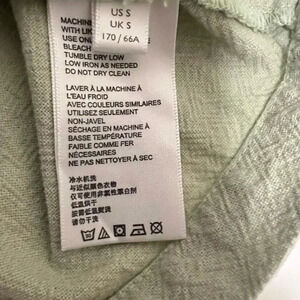 US S
UK S
170 / 66A
MACHINE
WITH LIK
USE ONL
BLEACH
TUMBLE DRY LOW
LOW IRON AS NEEDED
DO NOT DRY CLEAN
LAVER À LA MACHINE À
L'EAU FROID
AVEC COULEURS SIMILAIRES
UTILISEZ SEULEMENT
NON-JAVEL
SÉCHAGE EN MACHINE À
BASSE TEMPÉRATURE
FAIBLE COMME FER
NÉCESSAIRES
NE PAS NETTOYER À SEC
冷水机洗
与近似颜色衣物
仅可使用非氯性漂白剂
低温烘干
按需低温熨烫
请勿干洗